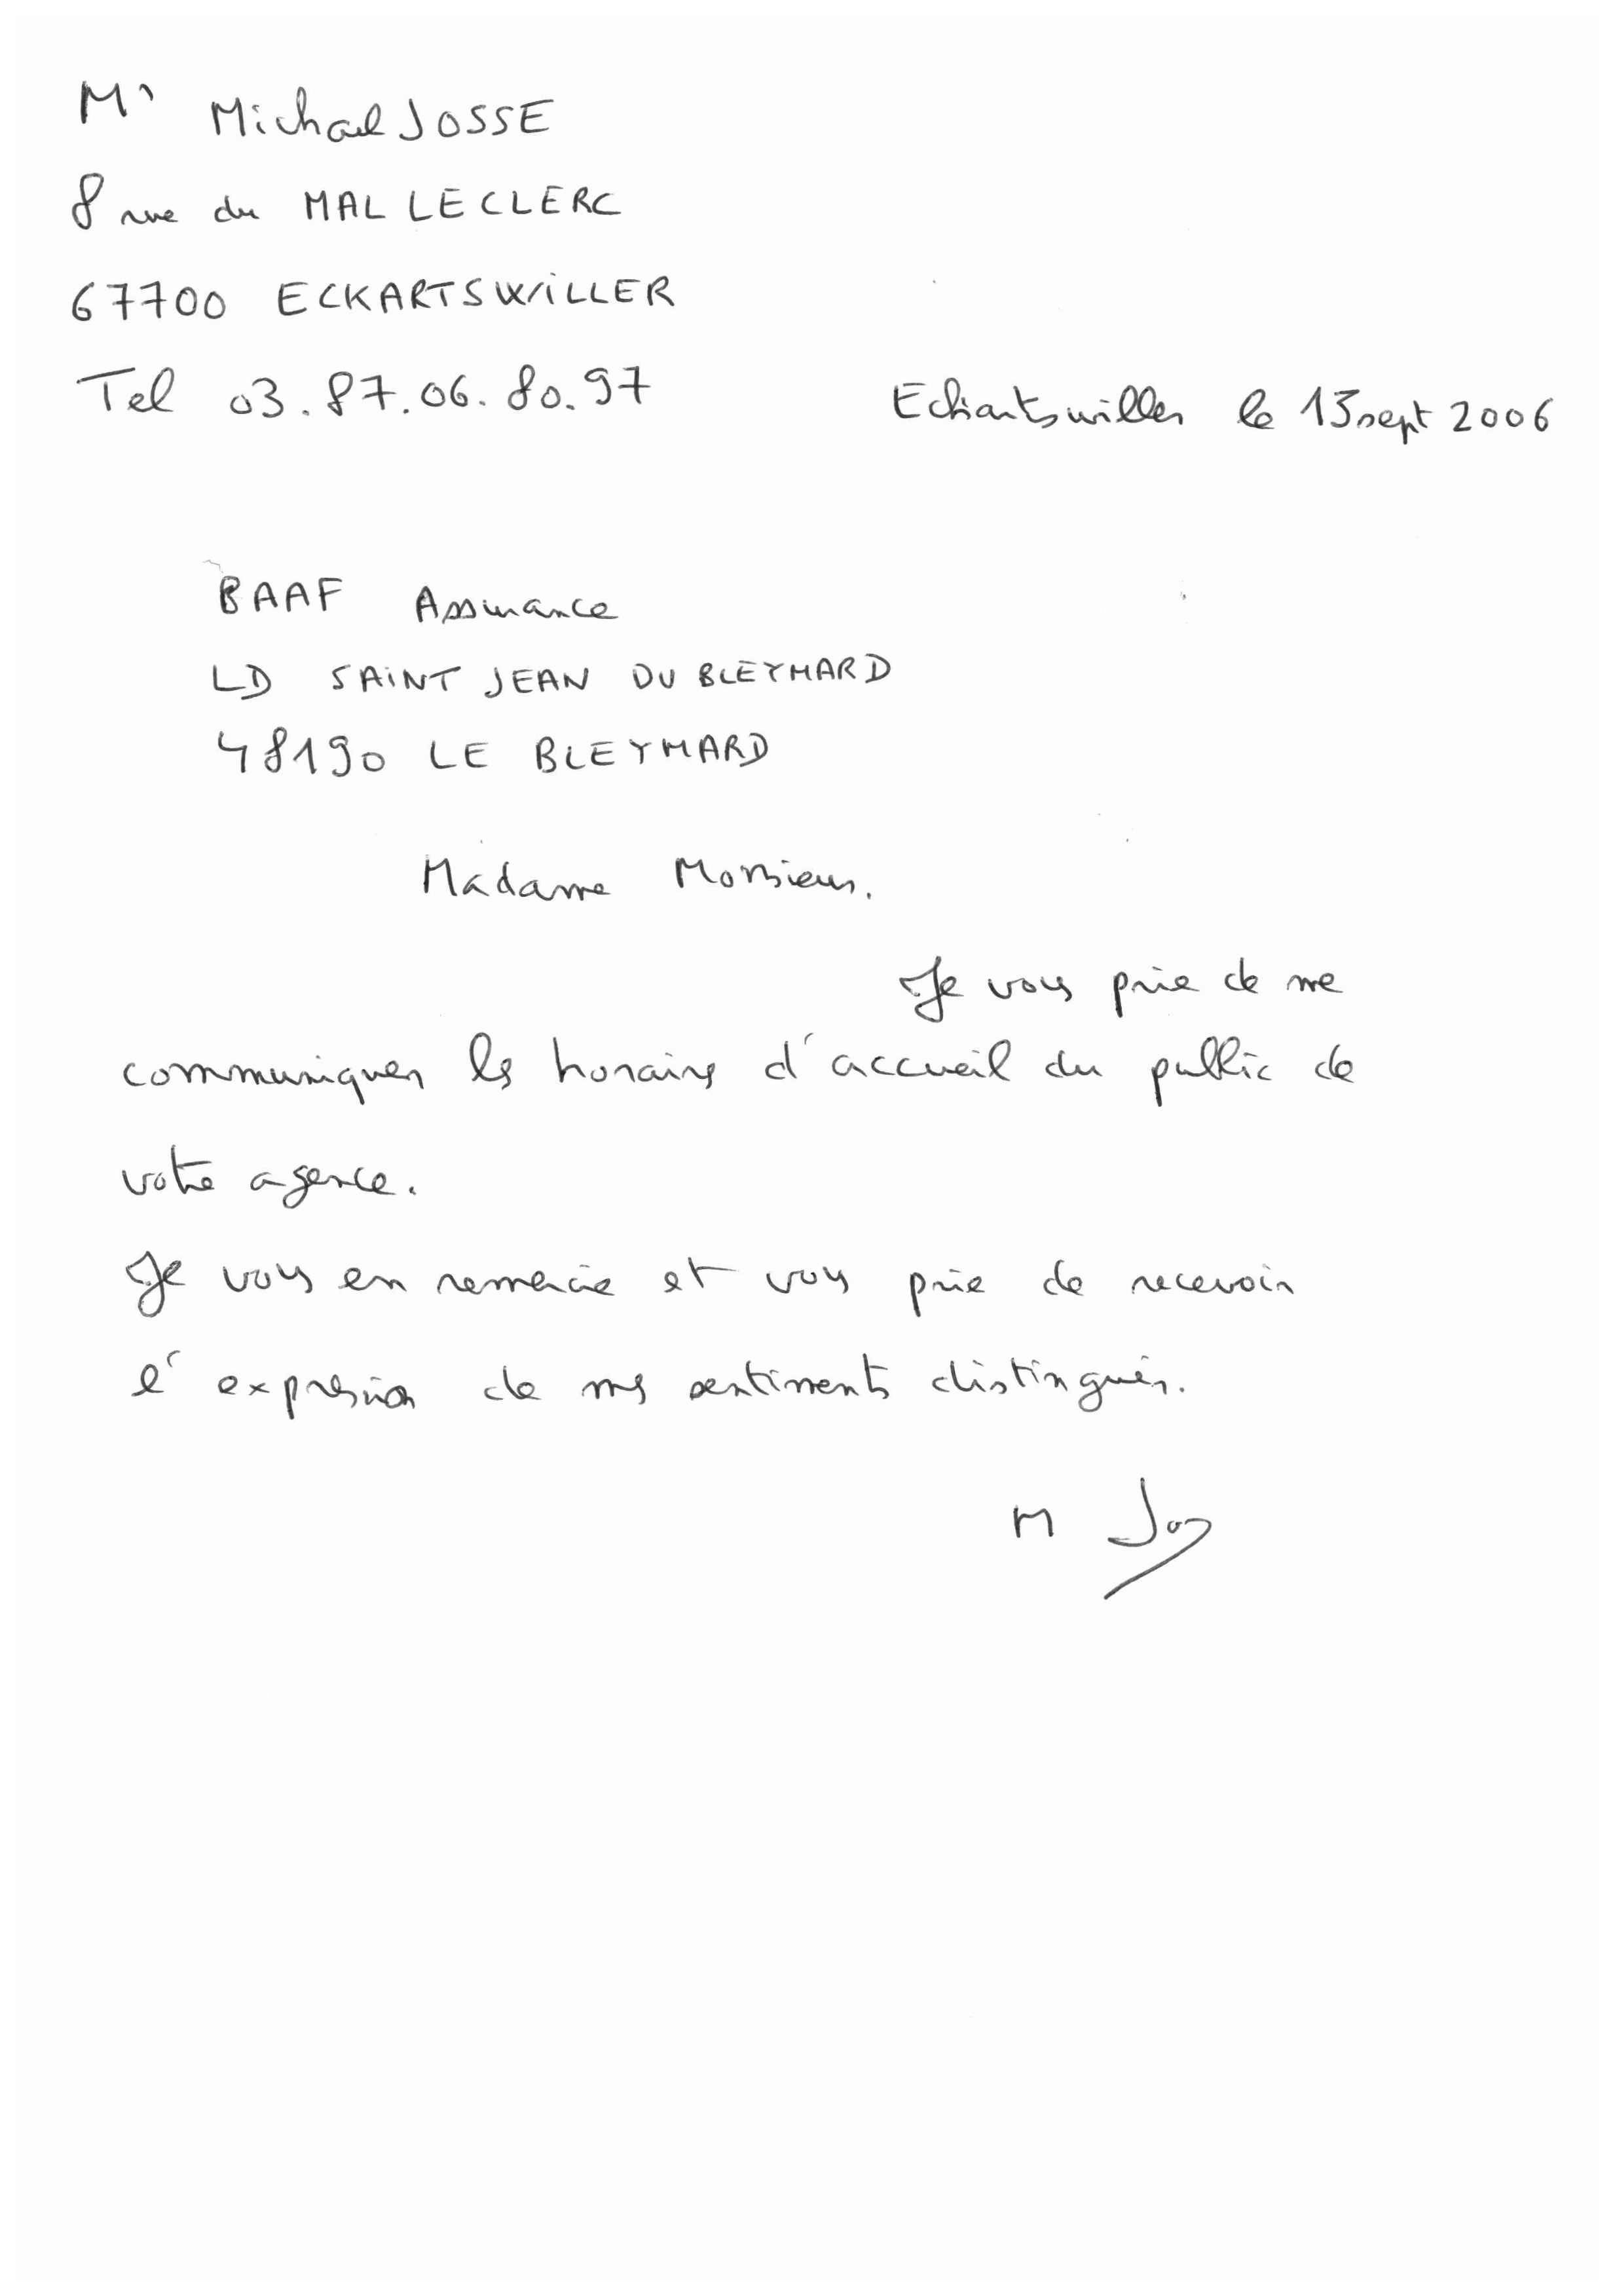 Mr Michael JOSSE
8 rue du MAL LECLERC
67700 ECKARTSWILLER
Tel 03.87.06.80.97
Eckartswiller le 13 sept 2006
BAAF Assurance
LD SAINT JEAN DU BLEYMARD
48190 LE BLEYMARD
Madame Monsieur.
Je vous prie de me
communiquer les horaires d'accueil du public de
votre agence.
Je vous en remercie et vous prie de recevoir
l'expression de mes sentiments distingués.
M Jos